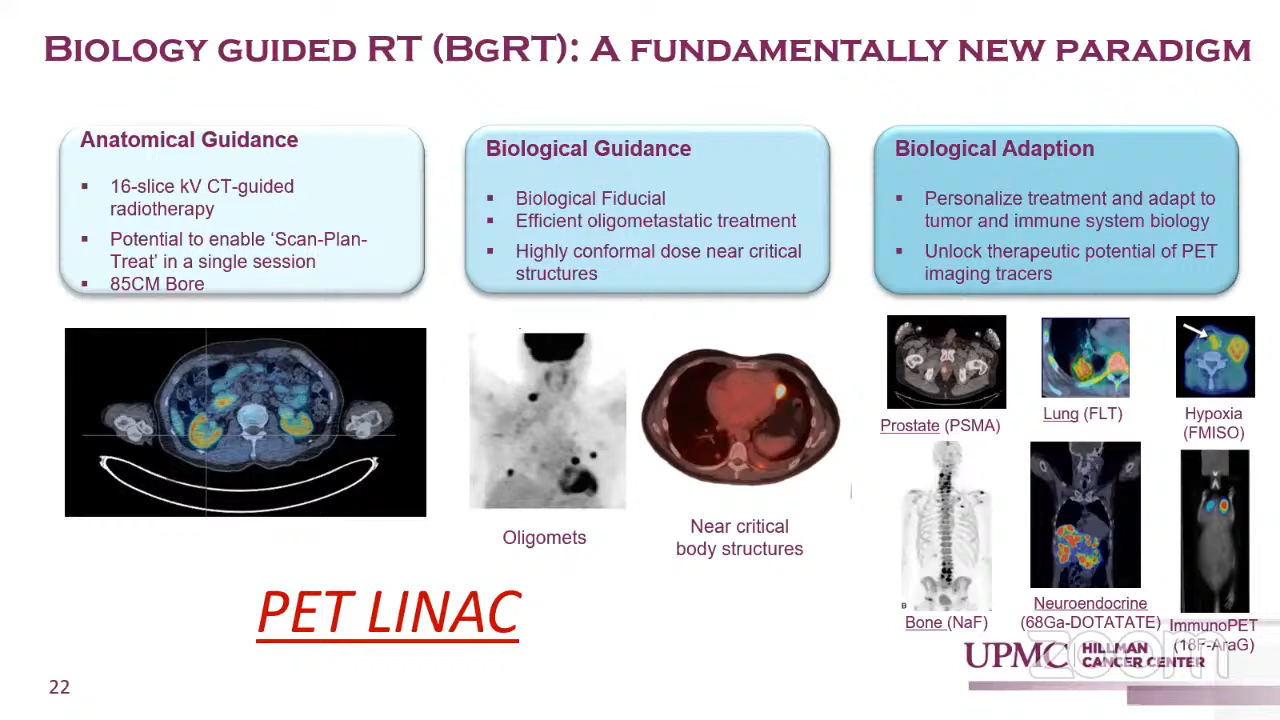 BIOLOGY GUIDED RT (BGRT): A FUNDAMENTALLY NEW PARADIGM
Anatomical Guidance
▪ 16-slice kV CT-guided
radiotherapy
▪ Potential to enable ‘Scan-Plan-
Treat’ in a single session
▪ 85CM Bore
Biological Guidance
▪ Biological Fiducial
▪ Efficient oligometastatic treatment
▪ Highly conformal dose near critical
structures
Biological Adaption
▪ Personalize treatment and adapt to
tumor and immune system biology
▪ Unlock therapeutic potential of PET
imaging tracers
Oligomets
Near critical
body structures
Prostate (PSMA)
Lung (FLT)
Hypoxia
(FMISO)
B
Bone (NaF)
Neuroendocrine
(68Ga-DOTATATE)
A
ImmunoPET
(18F-AraG)
PET LINAC
UPMC HILLMAN
CANCER CENTER
zoom
22